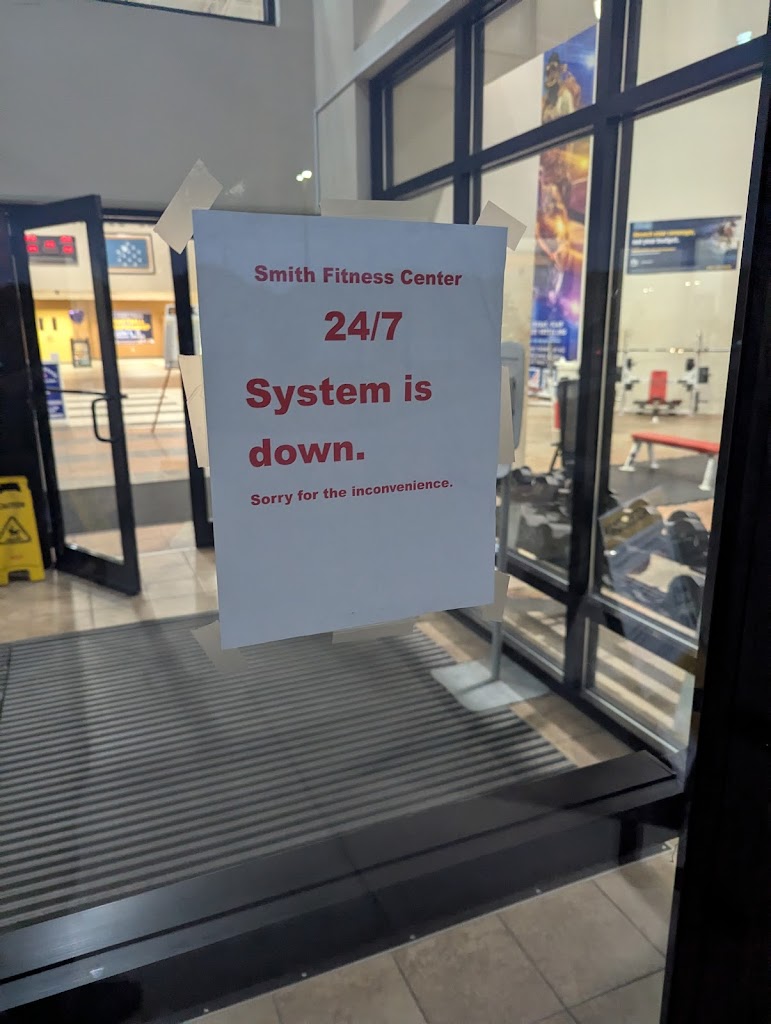 Smith Fitness Center
24/7
System is
down.
Sorry for the inconvenience.